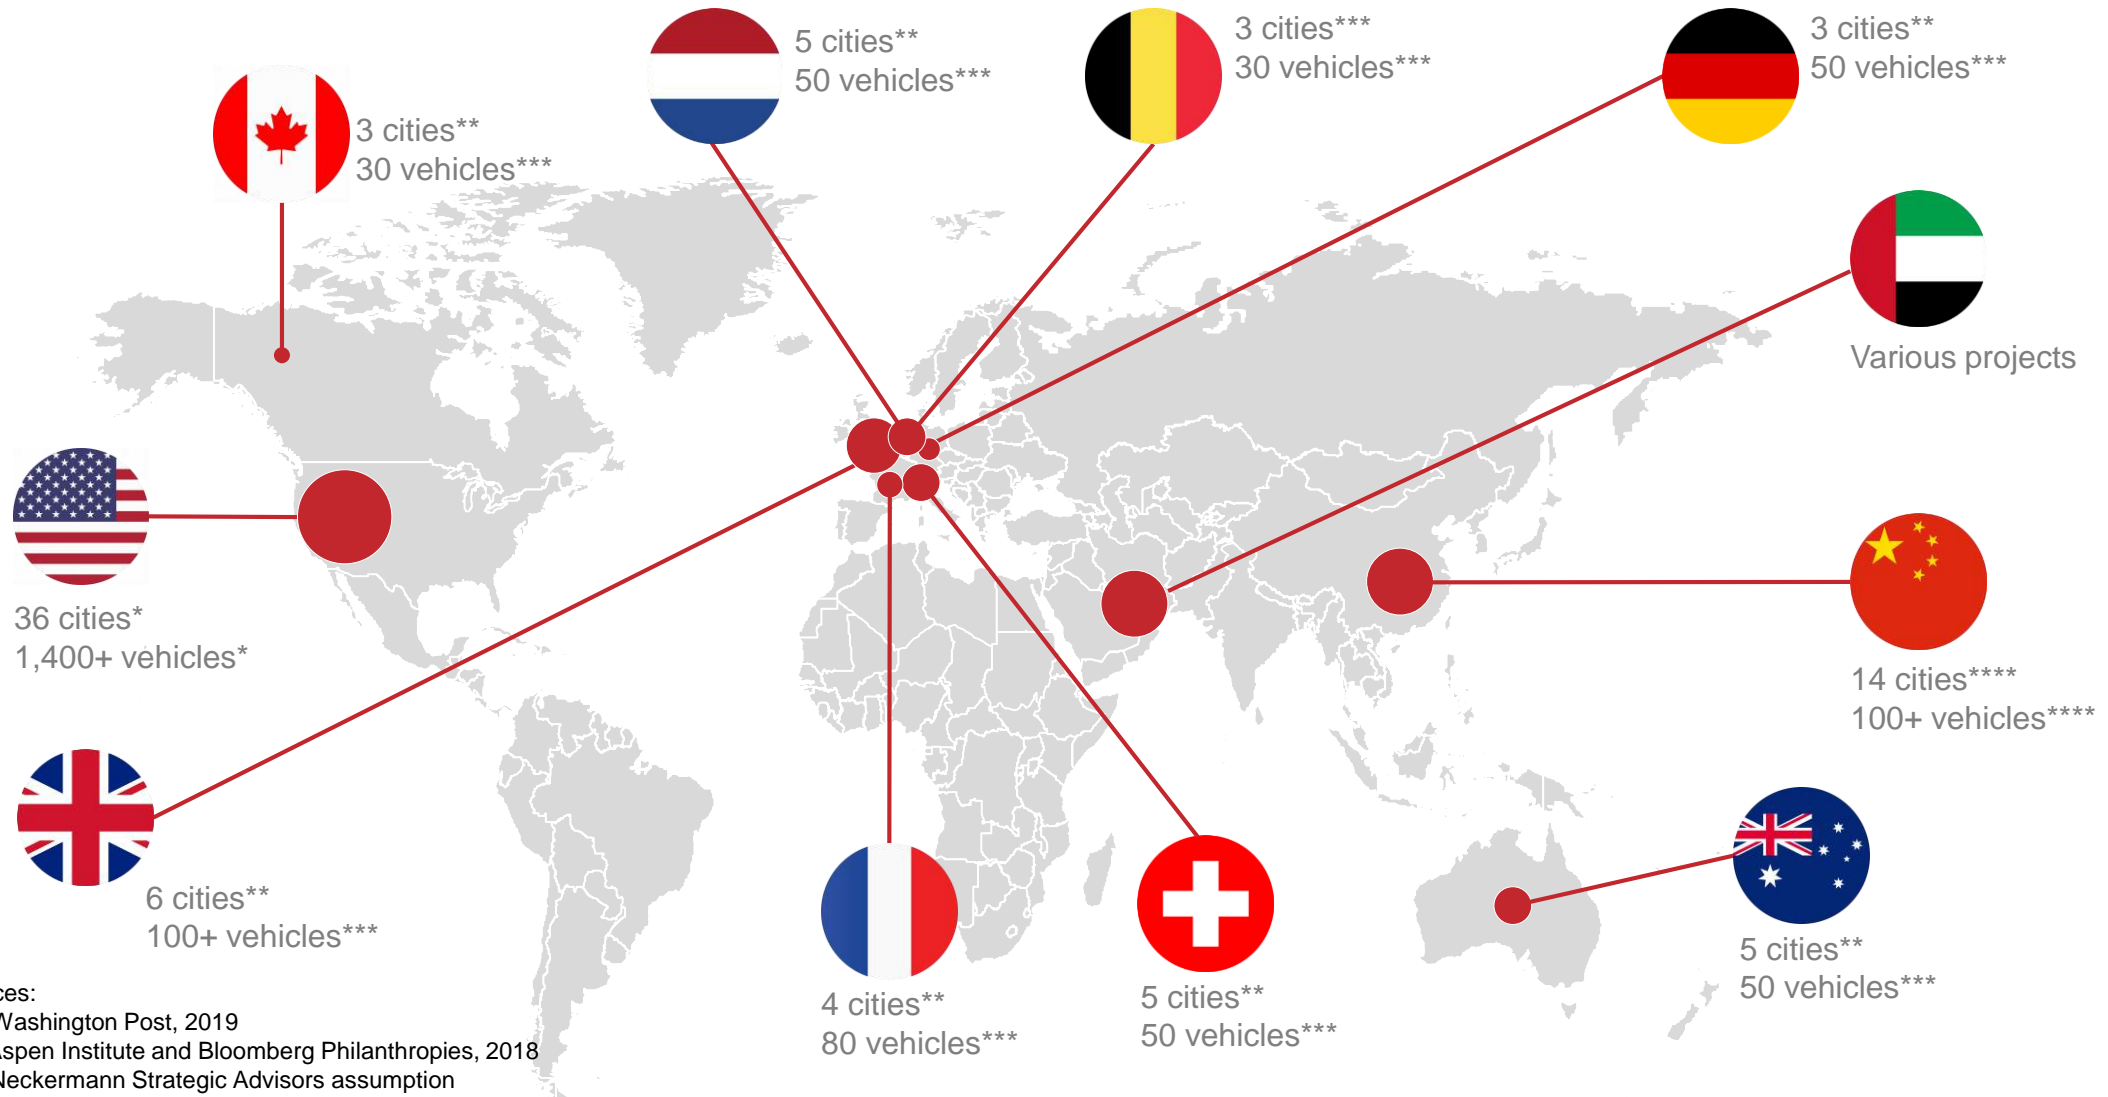 5 cities**
50 vehicles***
3 cities***
30 vehicles***
3 cities**
50 vehicles***
3 cities**
30 vehicles***
Various projects
36 cities*
1,400+ vehicles*
14 cities****
100+ vehicles****
6 cities**
100+ vehicles***
4 cities**
80 vehicles***
5 cities**
50 vehicles***
5 cities**
50 vehicles***
ces:
Washington Post, 2019
Aspen Institute and Bloomberg Philanthropies, 2018
Neckermann Strategic Advisors assumption